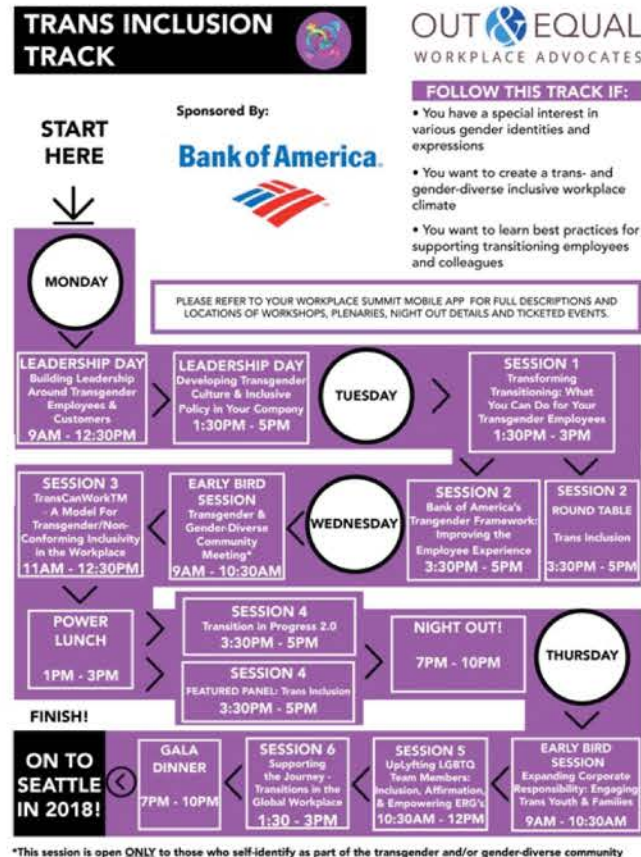 TRANS INCLUSION
TRACK
OUT & EQUAL
WORKPLACE ADVOCATES
FOLLOW THIS TRACK IF:
• You have a special interest in
various gender identities and
expressions
• You want to create a trans- and
gender-diverse inclusive workplace
climate
• You want to learn best practices for
supporting transitioning employees
and colleagues
Sponsored By:
Bank of America.
START
HERE
MONDAY
PLEASE REFER TO YOUR WORKPLACE SUMMIT MOBILE APP FOR FULL DESCRIPTIONS AND
LOCATIONS OF WORKSHOPS, PLENARIES, NIGHT OUT DETAILS AND TICKETED EVENTS.
LEADERSHIP DAY
Building Leadership
Around Transgender
Employees &
Customers
9AM - 12:30PM
LEADERSHIP DAY
Developing Transgender
Culture & Inclusive
Policy in Your Company
1:30PM - 5PM
TUESDAY
SESSION 1
Transforming
Transitioning: What
You Can Do for Your
Transgender Employees
1:30PM - 3PM
SESSION 2
Bank of America's
Trangender Framework:
Improving the
Employee Experience
3:30PM - 5PM
SESSION 2
ROUND TABLE
Trans Inclusion
3:30PM - 5PM
WEDNESDAY
EARLY BIRD
SESSION
Transgender &
Gender-Diverse
Community
Meeting*
9AM - 10:30AM
SESSION 3
TransCanWorkTM
- A Model For
Transgender/Non-
Conforming Inclusivity
in the Workplace
11AM - 12:30PM
POWER
LUNCH
1PM - 3PM
SESSION 4
Transition in Progress 2.0
3:30PM - 5PM
SESSION 4
FEATURED PANEL: Trans Inclusion
3:30PM - 5PM
NIGHT OUT!
7PM - 10PM
THURSDAY
EARLY BIRD
SESSION
Expanding Corporate
Responsibility: Engaging
Trans Youth & Families
9AM - 10:30AM
SESSION 5
UpLyfting LGBTQ
Team Members:
Inclusion, Affirmation,
& Empowering ERG's
10:30AM - 12PM
SESSION 6
Supporting
the Journey -
Transitions in the
Global Workplace
1:30 - 3PM
GALA
DINNER
7PM - 10PM
FINISH!
ON TO
SEATTLE
IN 2018!
*This session is open ONLY to those who self-identify as part of the transgender and/or gender-diverse community